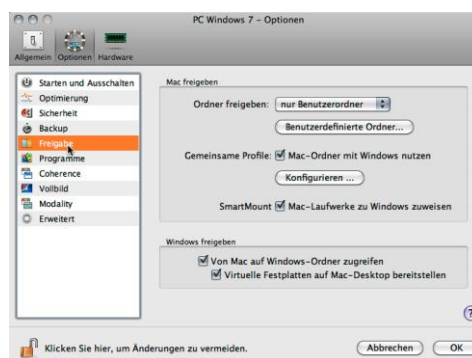 PC Windows 7 – Optionen
Allgemein Optionen Hardware
Starten und Ausschalten
Optimierung
Sicherheit
Backup
Freigabe
Programme
Coherence
Vollbild
Modality
Erweitert
Mac freigeben
Ordner freigeben: nur Benutzerordner
Benutzerdefinierte Ordner...
Gemeinsame Profile: Mac-Ordner mit Windows nutzen
Konfigurieren ...
SmartMount Mac-Laufwerke zu Windows zuweisen
Windows freigeben
Von Mac auf Windows-Ordner zugreifen
Virtuelle Festplatten auf Mac-Desktop bereitstellen
?
Klicken Sie hier, um Änderungen zu vermeiden.
Abbrechen OK